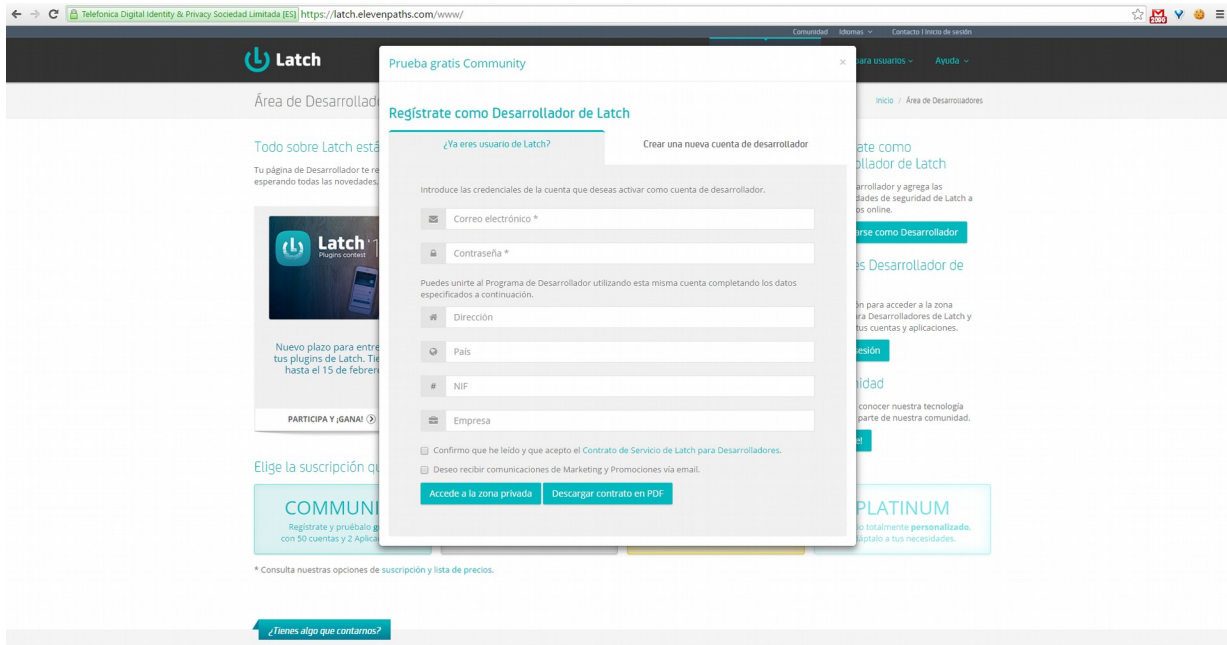 Telefonica Digital Identity & Privacy Sociedad Limitada [ES] https://latch.elevenpaths.com/www/
Comunidad Idiomas Contacto | Inicio de sesión
Latch
para usuarios Ayuda
Área de Desarrollad
Inicio / Área de Desarrolladores
Prueba gratis Community ×
Regístrate como Desarrollador de Latch
¿Ya eres usuario de Latch? Crear una nueva cuenta de desarrollador
Introduce las credenciales de la cuenta que deseas activar como cuenta de desarrollador.
Correo electrónico *
Contraseña *
Puedes unirte al Programa de Desarrollador utilizando esta misma cuenta completando los datos
especificados a continuación.
Dirección
País
# NIF
Empresa
Confirmo que he leído y que acepto el Contrato de Servicio de Latch para Desarrolladores.
Deseo recibir comunicaciones de Marketing y Promociones vía email.
Accede a la zona privada Descargar contrato en PDF
Todo sobre Latch está
Tu página de Desarrollador te re
esperando todas las novedades.
Latch
Plugins contest
Nuevo plazo para entre
tus plugins de Latch. Tie
hasta el 15 de febrer
PARTICIPA Y ¡GANA!
ate como
ollador de Latch
arrollador y agrega las
dades de seguridad de Latch a
os online.
arse como Desarrollador
es Desarrollador de
ón para acceder a la zona
ara Desarrolladores de Latch y
tus cuentas y aplicaciones.
sesión
nidad
conocer nuestra tecnología
parte de nuestra comunidad.
Elige la suscripción qu
COMMUNI
Regístrate y pruébalo g
con 50 cuentas y 2 Aplica
PLATINUM
o totalmente personalizado.
áptalo a tus necesidades.
* Consulta nuestras opciones de suscripción y lista de precios.
¿Tienes algo que contarnos?